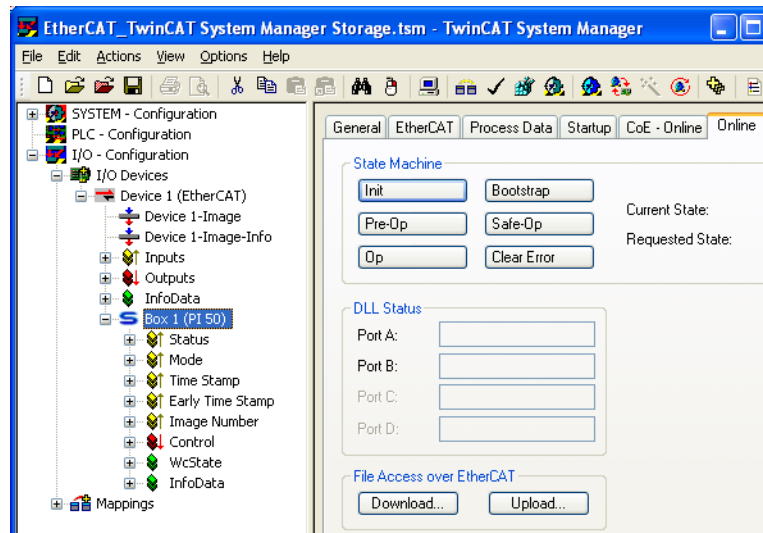 EtherCAT_TwinCAT System Manager Storage.tsm - TwinCAT System Manager
File Edit Actions View Options Help
SYSTEM - Configuration
PLC - Configuration
I/O - Configuration
I/O Devices
Device 1 (EtherCAT)
Device 1-Image
Device 1-Image-Info
Inputs
Outputs
InfoData
Box 1 (PI 50)
Status
Mode
Time Stamp
Early Time Stamp
Image Number
Control
WcState
InfoData
Mappings
General EtherCAT Process Data Startup CoE - Online Online
State Machine
Init Bootstrap
Pre-Op Safe-Op
Op Clear Error
Current State:
Requested State:
DLL Status
Port A:
Port B:
Port C:
Port D:
File Access over EtherCAT
Download... Upload...